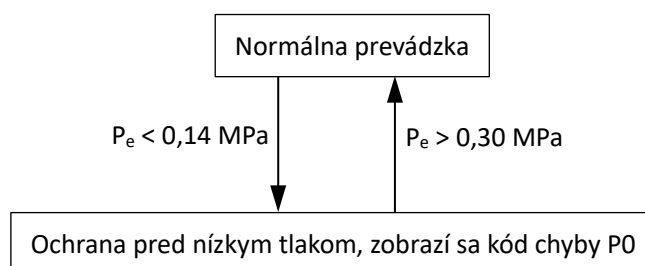 Normálna prevádzka
Pₑ < 0,14 MPa
Pₑ > 0,30 MPa
Ochrana pred nízkym tlakom, zobrazí sa kód chyby P0